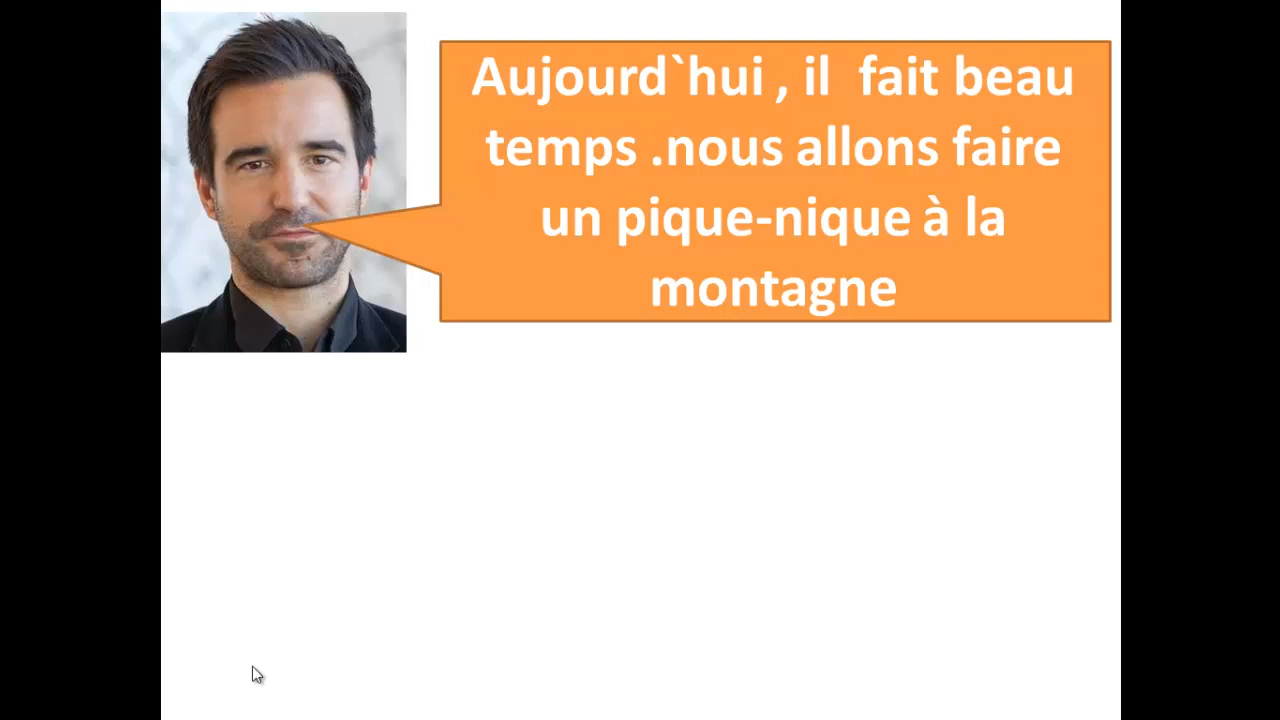 Aujourd`hui , il  fait beau
temps .nous allons faire
un pique-nique à la
montagne